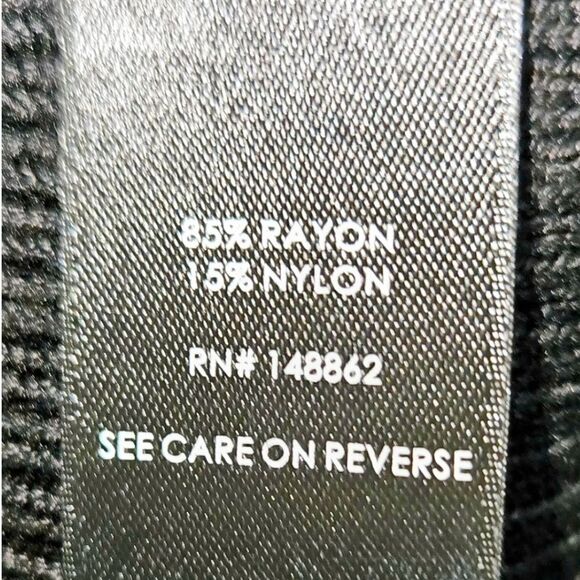 85% RAYON
15% NYLON
RN# 148862
SEE CARE ON REVERSE